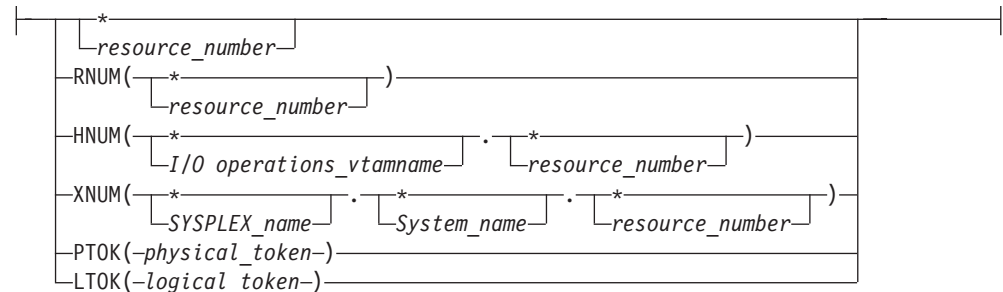 *
resource_number
RNUM( * )
resource_number
HNUM( * . * )
I/O operations_vtamname resource_number
XNUM( * . * . * )
SYSPLEX_name System_name resource_number
PTOK(physical_token)
LTOK(logical token)